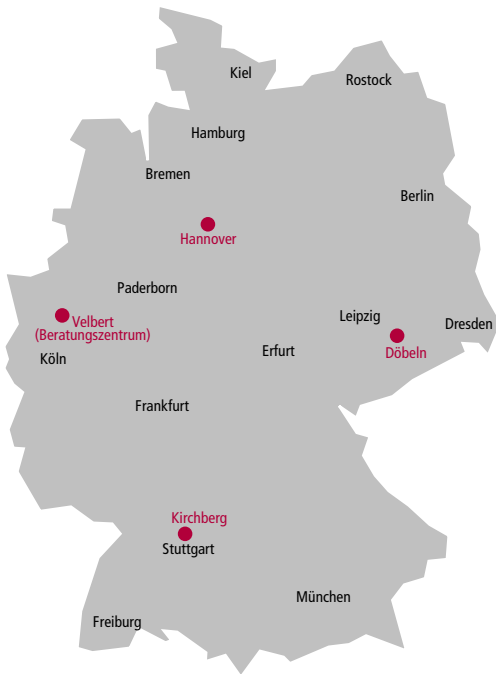 Kiel
Rostock
Hamburg
Bremen
Berlin
Hannover
Paderborn
Velbert
(Beratungszentrum)
Leipzig
Dresden
Döbeln
Erfurt
Köln
Frankfurt
Kirchberg
Stuttgart
München
Freiburg